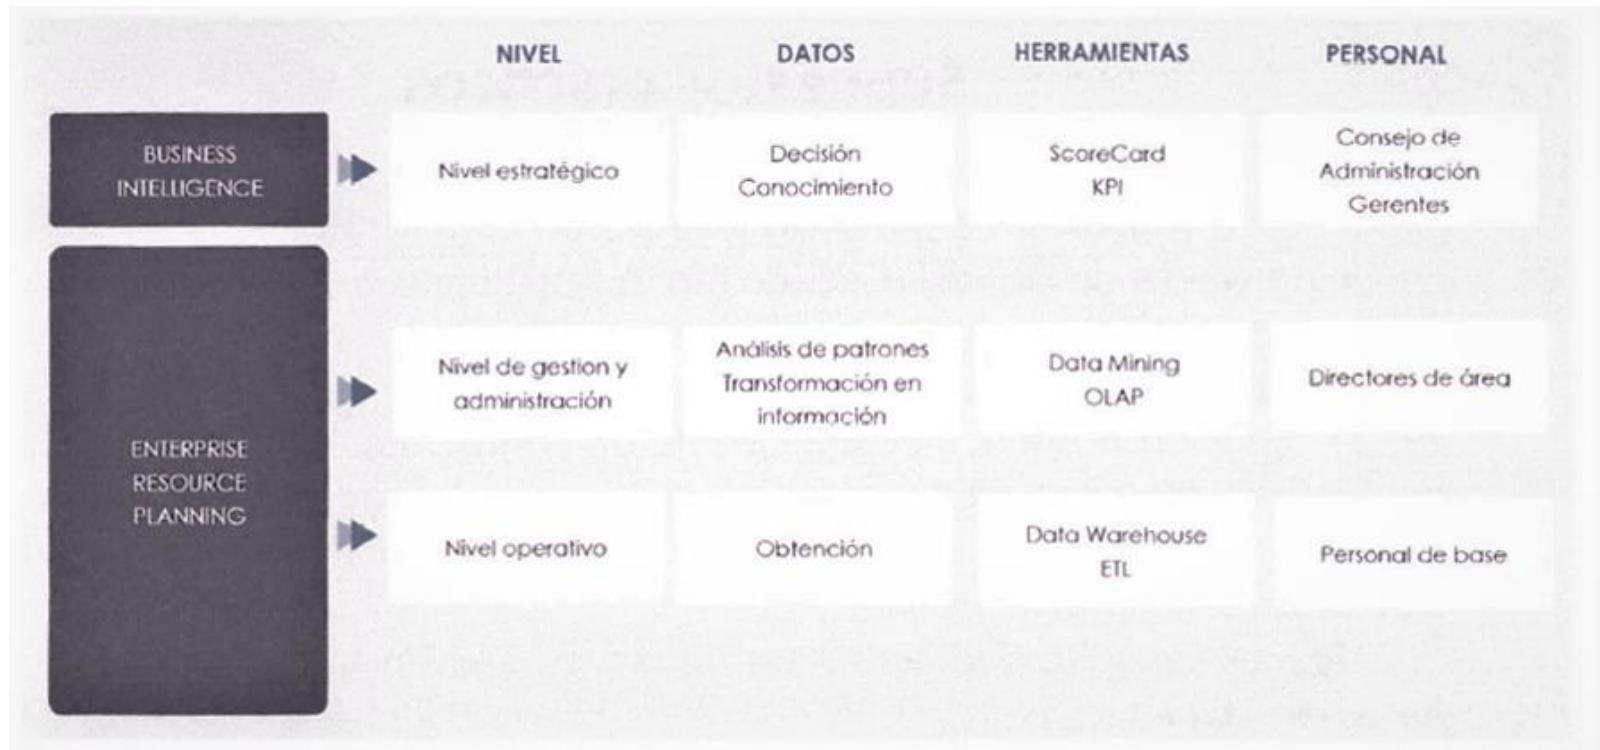 NIVEL
DATOS
HERRAMIENTAS
PERSONAL
BUSINESS
INTELLIGENCE
Nivel estratégico
Decisión
Conocimiento
ScoreCard
KPI
Consejo de
Administración
Gerentes
ENTERPRISE
RESOURCE
PLANNING
Nivel de gestion y
administración
Análisis de patrones
Transformación en
información
Data Mining
OLAP
Directores de área
Nivel operativo
Obtención
Data Warehouse
ETL
Personal de base